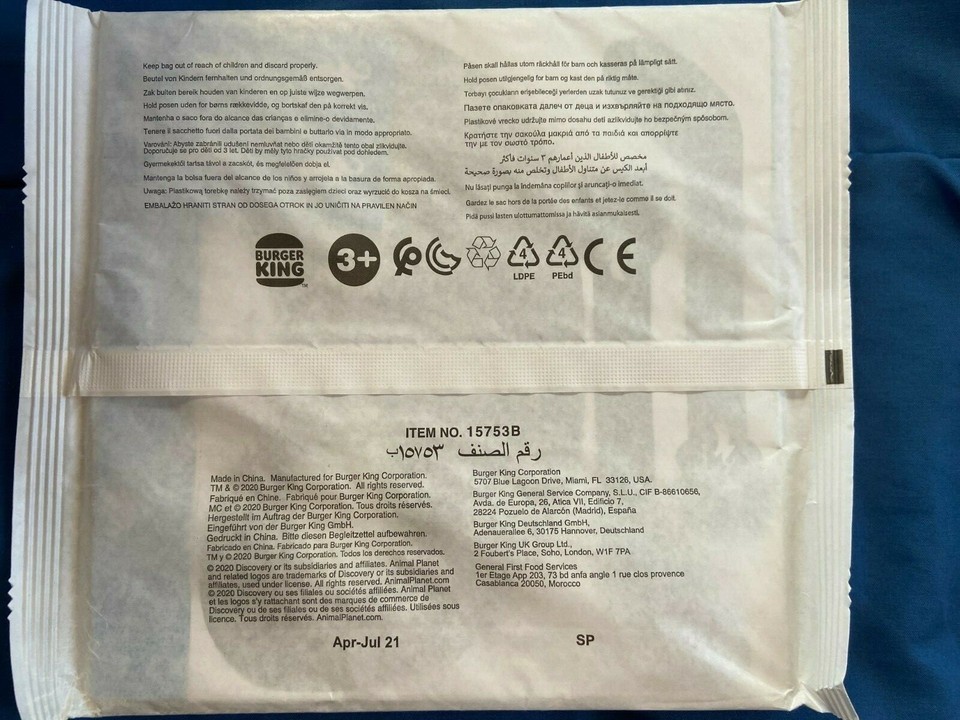 Keep bag out of reach of children and discard properly.
Beutel von Kindern fernhalten und ordnungsgemäß entsorgen.
Zak buiten bereik houden van kinderen en op juiste wijze wegwerpen.
Hold posen uden for børns rækkevidde, og bortskaf den på korrekt vis.
Mantenha o saco fora do alcance das crianças e elimine-o devidamente.
Tenere il sacchetto fuori dalla portata dei bambini e buttarlo via in modo appropriato.
Varování: Abyste zabránili udušení nemluvňat nebo dětí okamžitě tento obal zlikvidujte.
Doporučuje se pro děti od 3 let. Děti by měly tyto hračky používat pod dohledem.
Gyermekektől tartsa távol a zacskót, és megfelelően dobja el.
Mantenga la bolsa fuera del alcance de los niños y arrojela a la basura de forma apropiada.
Uwaga: Plastikową torebkę należy trzymać poza zasięgiem dzieci oraz wyrzucić do kosza na śmieci.
EMBALAŽO HRANITI STRAN OD DOSEGA OTROK IN JO UNIČITI NA PRAVILEN NAČIN
Påsen skall hållas utom räckhåll för barn och kasseras på lämpligt sätt.
Hold posen utilgjengelig for barn og kast den på riktig måte.
Torbayı çocukların erişebileceği yerlerden uzak tutunuz ve gerektiği gibi atınız.
Пазете опаковката далеч от деца и изхвърляйте на подходящо място.
Plastikové vrecko udržujte mimo dosahu detí azlikvidujte ho bezpečným spôsobom.
Κρατήστε την σακούλα μακριά από τα παιδιά και απορρίψτε
την με τον σωστό τρόπο.
مخصص للأطفال الذين أعمارهم ٣ سنوات فأكثر
أبعد الكيس عن متناول الأطفال وتخلص منه بصورة صحيحة
Nu lăsați punga la îndemâna copiilor și aruncați-o imediat.
Gardez le sac hors de la portée des enfants et jetez-le comme il se doit.
Pidä pussi lasten ulottumattomissa ja hävitä asianmukaisesti.
BURGER
KING
TM
3+
4
LDPE
4
PEbd
CE
ITEM NO. 15753B
رقم الصنف ١٥٧٥٣ب
Made in China. Manufactured for Burger King Corporation.
TM & © 2020 Burger King Corporation. All rights reserved.
Fabriqué en Chine. Fabriqué pour Burger King Corporation.
MC et © 2020 Burger King Corporation. Tous droits réservés.
Hergestellt im Auftrag der Burger King Corporation.
Eingeführt von der Burger King GmbH.
Gedruckt in China. Bitte diesen Begleitzettel aufbewahren.
Fabricado en China. Fabricado para Burger King Corporation.
TM y © 2020 Burger King Corporation. Todos los derechos reservados.
© 2020 Discovery or its subsidiaries and affiliates. Animal Planet
and related logos are trademarks of Discovery or its subsidiaries and
affiliates, used under license. All rights reserved. AnimalPlanet.com
© 2020 Discovery ou ses filiales ou sociétés affiliées. Animal Planet
et les logos s'y rattachant sont des marques de commerce de
Discovery ou de ses filiales ou de ses sociétés affiliées. Utilisées sous
licence. Tous droits réservés. AnimalPlanet.com.
Burger King Corporation
5707 Blue Lagoon Drive, Miami, FL 33126, USA.
Burger King General Service Company, S.L.U., CIF B-86610656,
Avda. de Europa, 26, Atica VII, Edificio 7,
28224 Pozuelo de Alarcón (Madrid), España
Burger King Deutschland GmbH,
Adenauerallee 6, 30175 Hannover, Deutschland
Burger King UK Group Ltd.,
2 Foubert's Place, Soho, London, W1F 7PA
General First Food Services
1er Etage App 203, 73 bd anfa angle 1 rue clos provence
Casablanca 20050, Morocco
Apr-Jul 21
SP